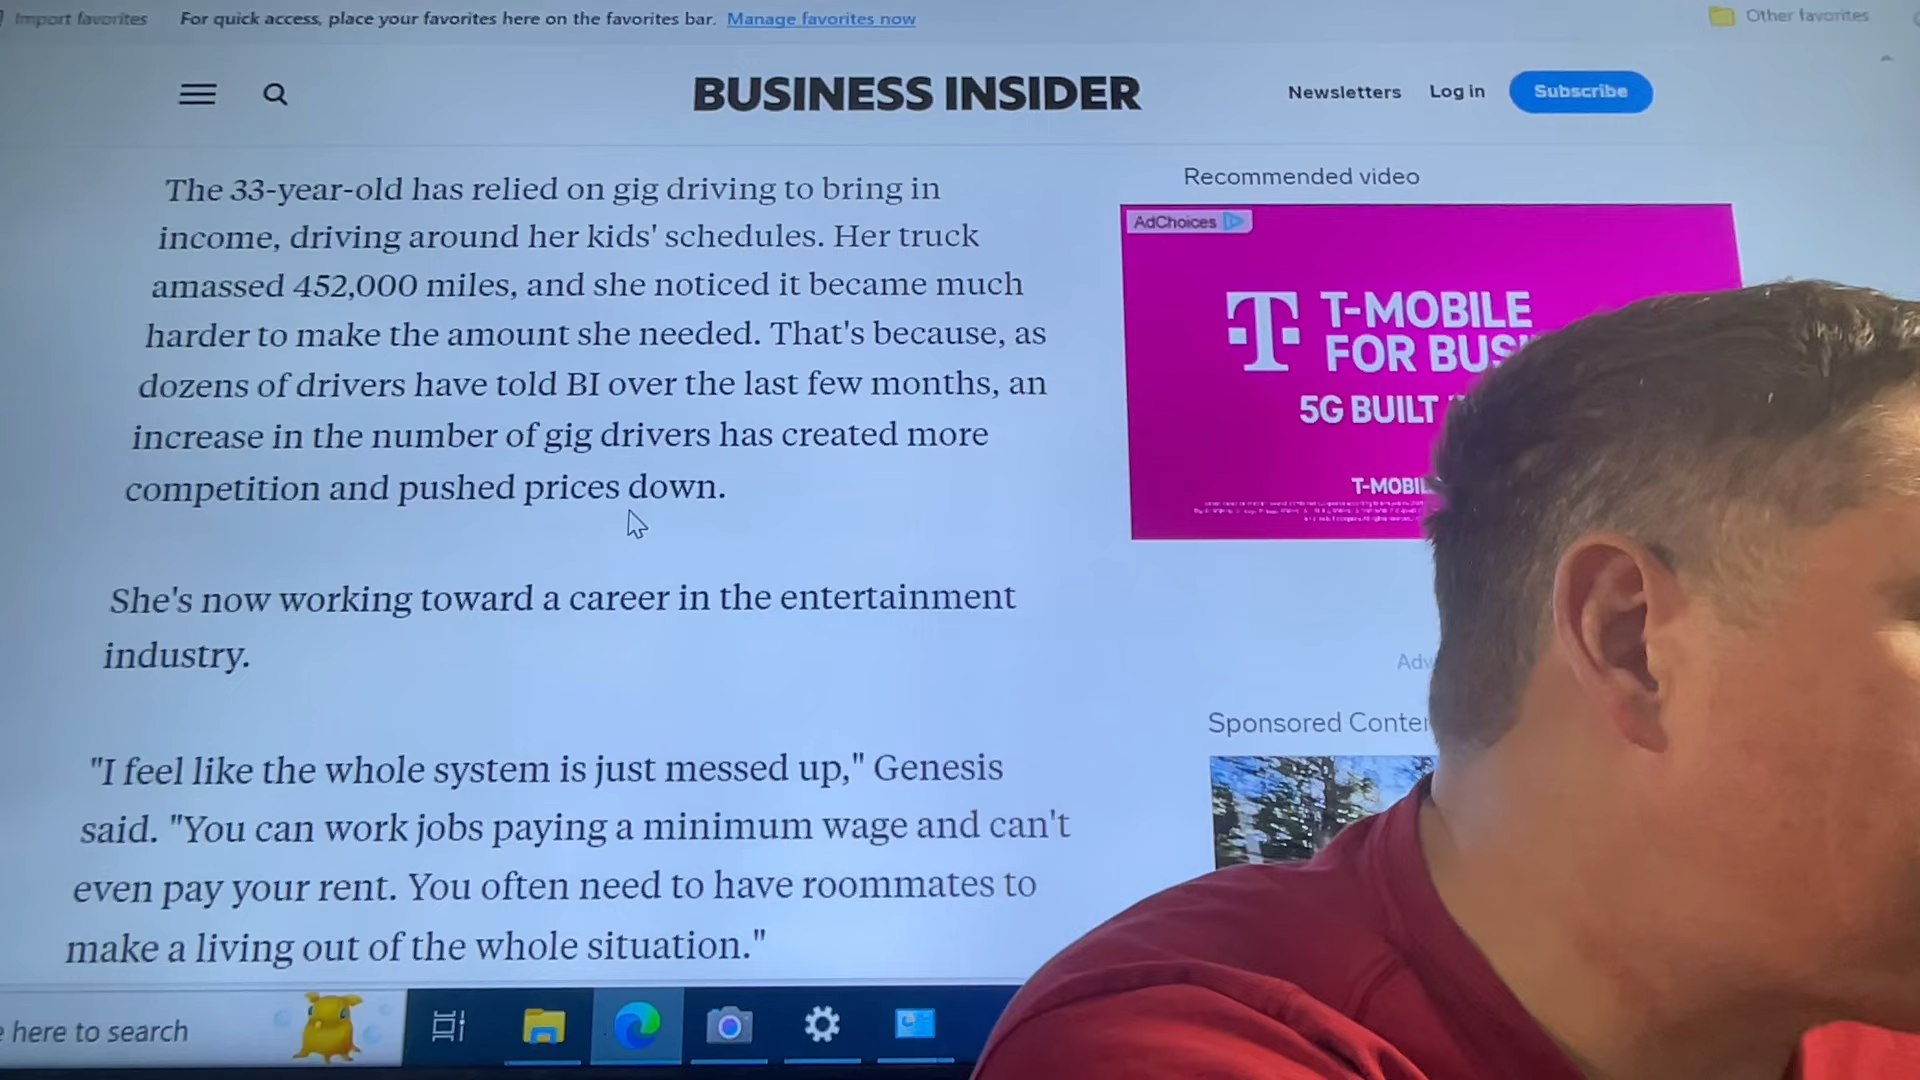 Import favorites
For quick access, place your favorites here on the favorites bar. Manage favorites now
Other favorites
BUSINESS INSIDER
Newsletters
Log in
Subscribe
The 33-year-old has relied on gig driving to bring in
income, driving around her kids' schedules. Her truck
amassed 452,000 miles, and she noticed it became much
harder to make the amount she needed. That's because, as
dozens of drivers have told BI over the last few months, an
increase in the number of gig drivers has created more
competition and pushed prices down.
She's now working toward a career in the entertainment
industry.
"I feel like the whole system is just messed up," Genesis
said. "You can work jobs paying a minimum wage and can't
even pay your rent. You often need to have roommates to
make a living out of the whole situation."
Recommended video
AdChoices
T-MOBILE
FOR BUS
5G BUILT
T-MOBIL
Adv
Sponsored Conte
here to search